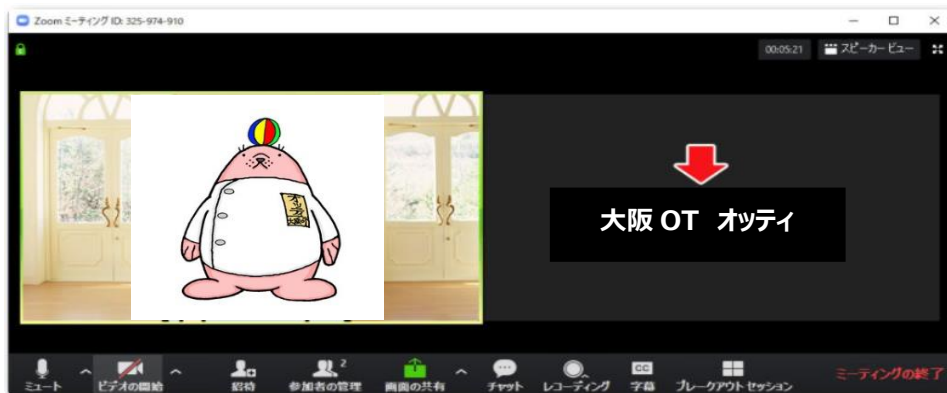 Zoom ミーティング ID: 325-974-910
00:05:21 スピーカー ビュー
オッティ
大阪 OT オッティ
ミュート
ビデオの開始
招待
2
参加者の管理
画面の共有
チャット
レコーディング
CC
字幕
ブレークアウト セッション
ミーティングの終了